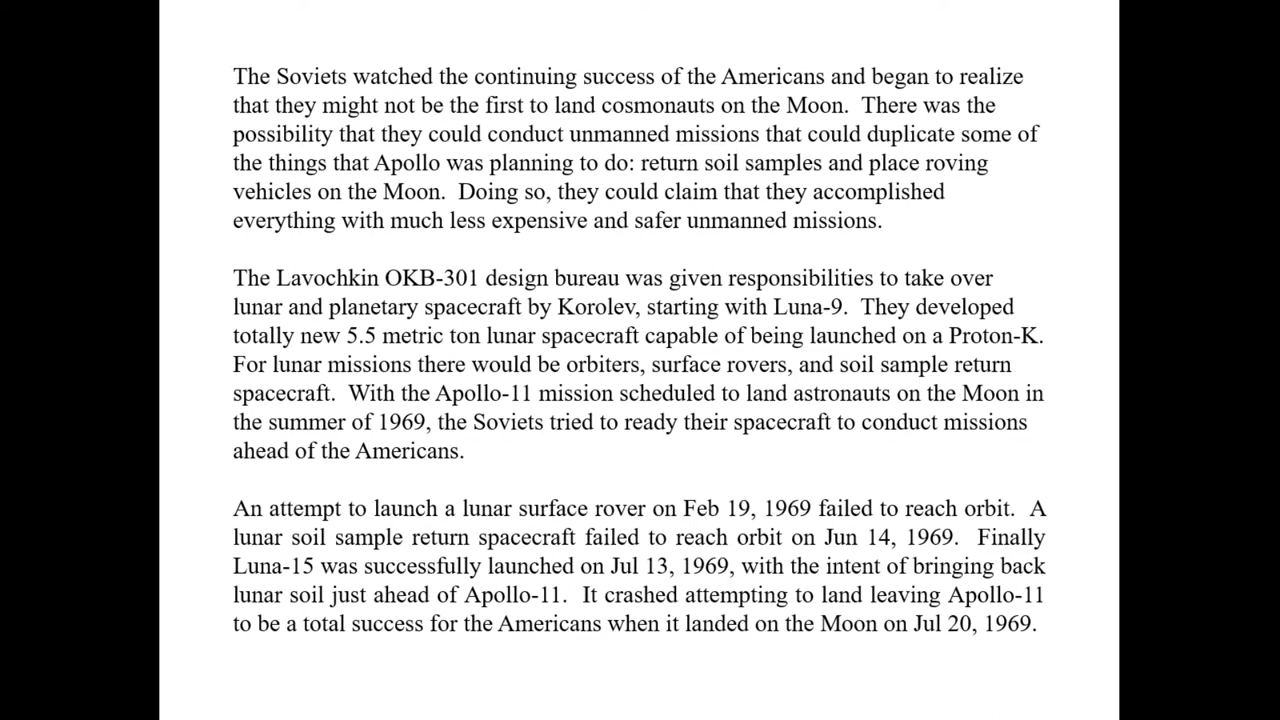 The Soviets watched the continuing success of the Americans and began to realize
that they might not be the first to land cosmonauts on the Moon.  There was the
possibility that they could conduct unmanned missions that could duplicate some of
the things that Apollo was planning to do: return soil samples and place roving
vehicles on the Moon.  Doing so, they could claim that they accomplished
everything with much less expensive and safer unmanned missions.
The Lavochkin OKB-301 design bureau was given responsibilities to take over
lunar and planetary spacecraft by Korolev, starting with Luna-9.  They developed
totally new 5.5 metric ton lunar spacecraft capable of being launched on a Proton-K.
For lunar missions there would be orbiters, surface rovers, and soil sample return
spacecraft.  With the Apollo-11 mission scheduled to land astronauts on the Moon in
the summer of 1969, the Soviets tried to ready their spacecraft to conduct missions
ahead of the Americans.
An attempt to launch a lunar surface rover on Feb 19, 1969 failed to reach orbit.  A
lunar soil sample return spacecraft failed to reach orbit on Jun 14, 1969.  Finally
Luna-15 was successfully launched on Jul 13, 1969, with the intent of bringing back
lunar soil just ahead of Apollo-11.  It crashed attempting to land leaving Apollo-11
to be a total success for the Americans when it landed on the Moon on Jul 20, 1969.